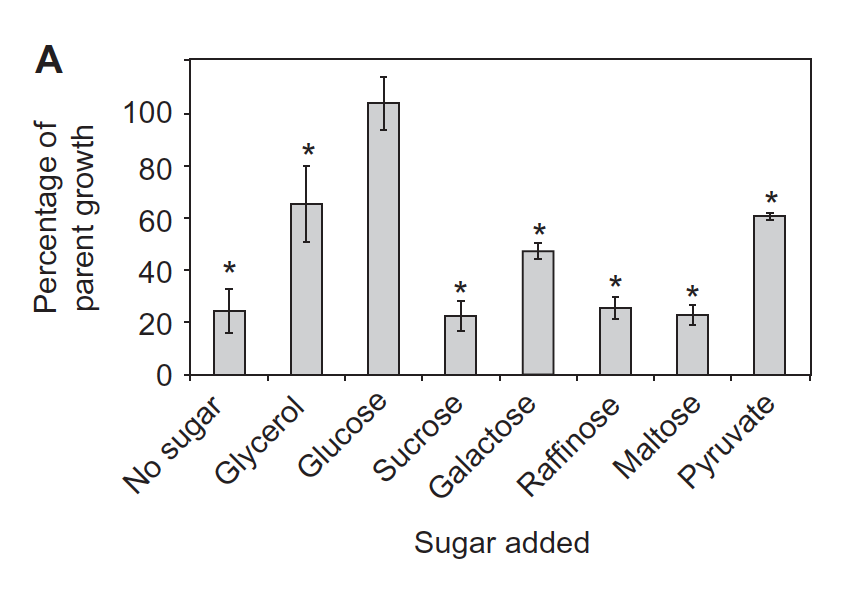 A
Percentage of
parent growth
100
80
60
40
20
0
*
*
*
*
*
*
*
No sugar
Glycerol
Glucose
Sucrose
Galactose
Raffinose
Maltose
Pyruvate
Sugar added